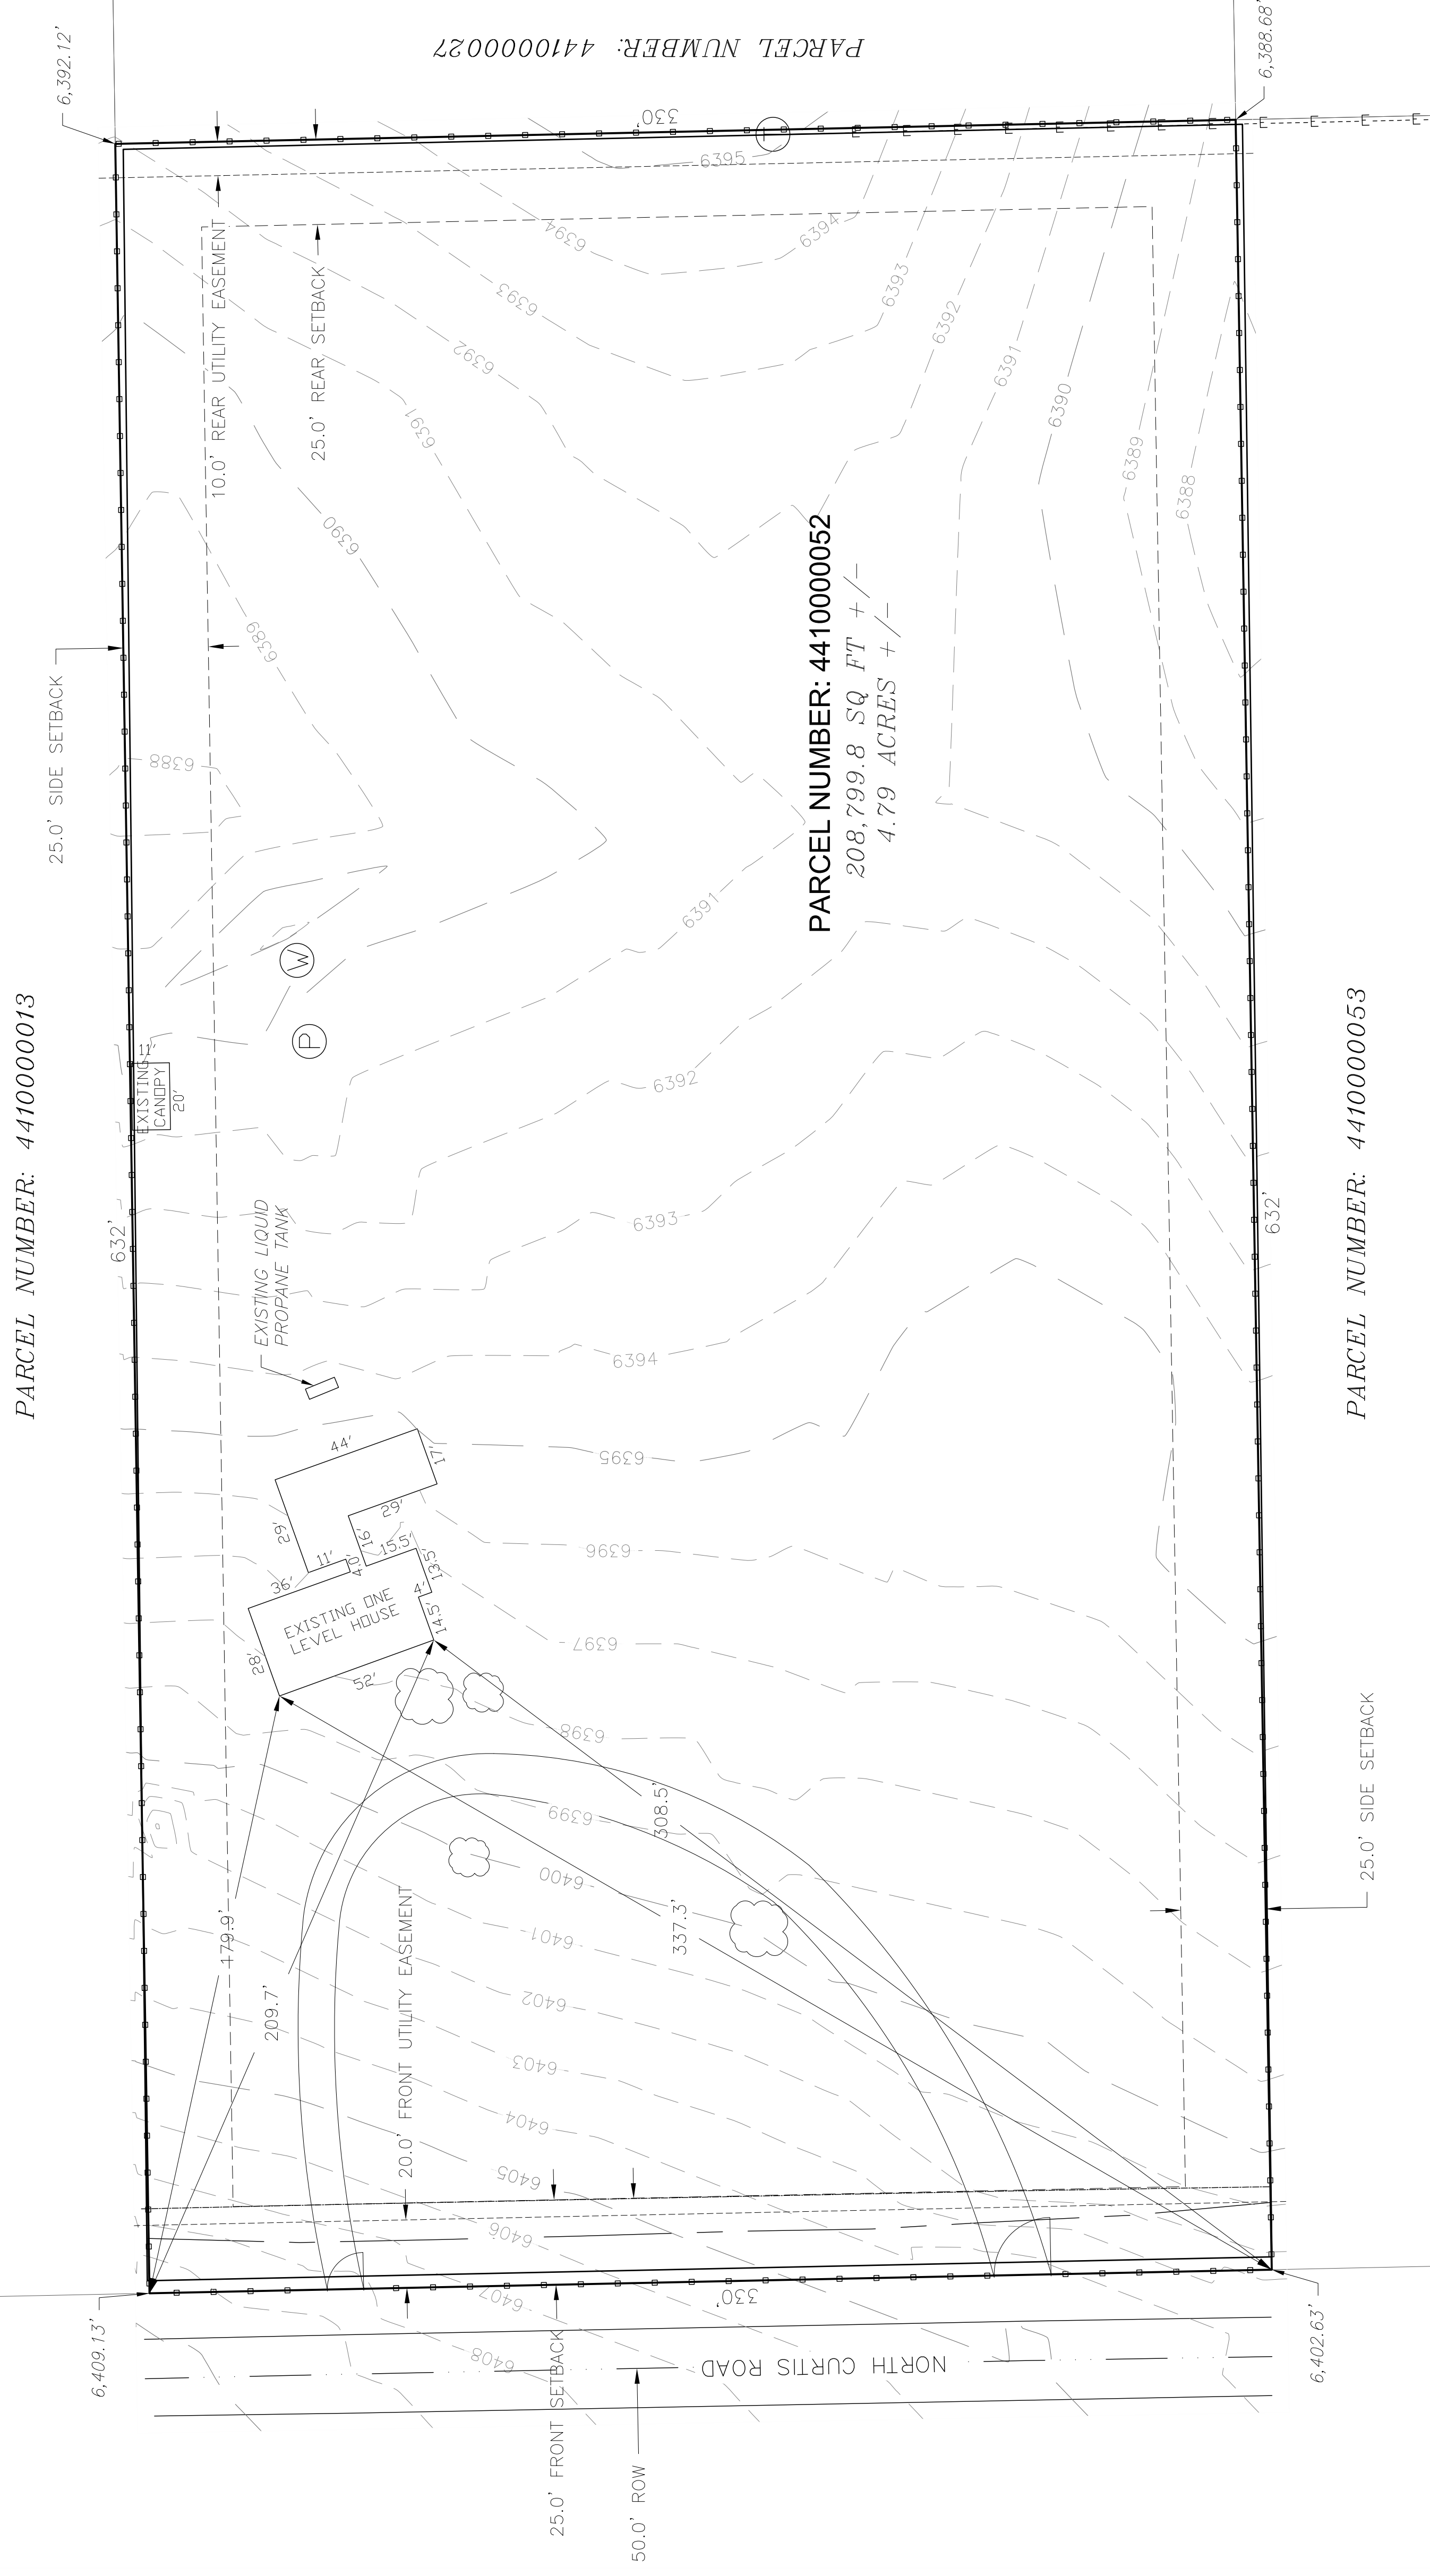 PARCEL NUMBER: 4410000027
6,392.12'
6,388.68'
330'
E E E E E E E E E E E E
6395
10.0' REAR UTILITY EASEMENT
25.0' REAR SETBACK
6394
6394
6393
6393
6392
6392
6391
6391
6390
6390
6389
6389
6388
6388
25.0' SIDE SETBACK
PARCEL NUMBER: 4410000052
208,799.8 SQ FT +/-
4.79 ACRES +/-
PARCEL NUMBER: 4410000013
PARCEL NUMBER: 4410000053
6391
W
P
11'
EXISTING
CANOPY
20'
6392
6393
632'
632'
EXISTING LIQUID
PROPANE TANK
6394
6395
44'
17'
29'
29'
16'
11'
4.0'
15.5'
13.5'
36'
4'
14.5'
EXISTING ONE
LEVEL HOUSE
28'
52'
6396
6397
6398
6399
6400
6401
6402
6403
6404
6405
6406
6407
6408
308.5'
337.3'
179.9'
209.7'
25.0' SIDE SETBACK
20.0' FRONT UTILITY EASEMENT
330'
6,409.13'
6,402.63'
NORTH CURTIS ROAD
25.0' FRONT SETBACK
50.0' ROW